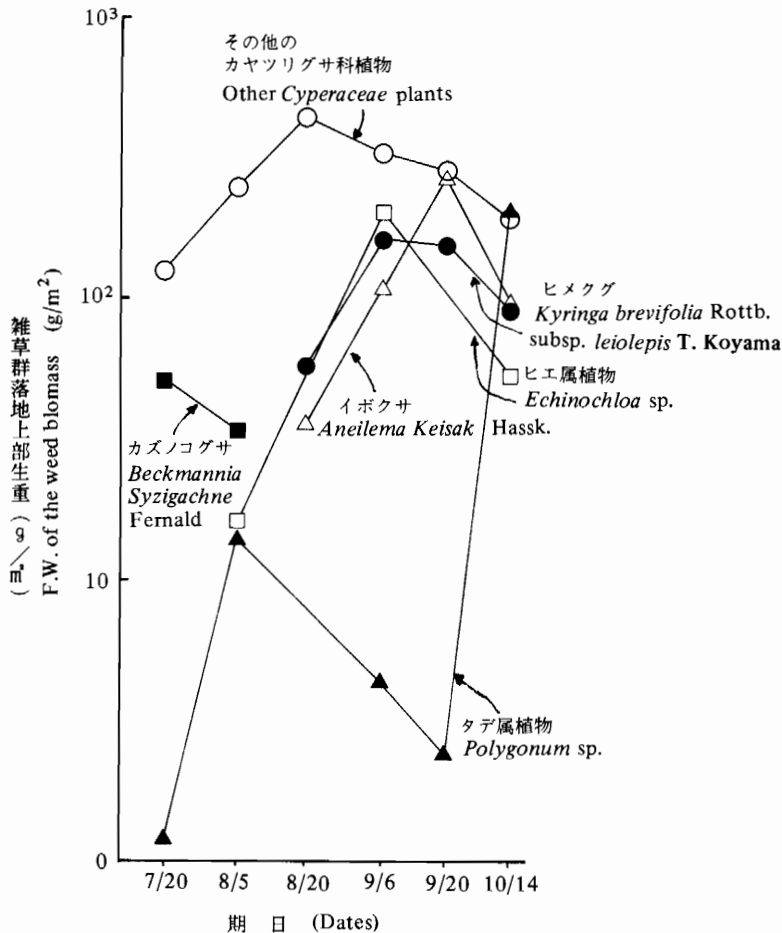 10³
10²
10
0
雑草群落地上部生重 (g/㎡)
F.W. of the weed blomass (g/m²)
その他の
カヤツリグサ科植物
Other Cyperaceae plants
ヒメクグ
Kyringa brevifolia Rottb.
subsp. leiolepis T. Koyama
ヒエ属植物
Echinochloa sp.
イボクサ
Aneilema Keisak Hassk.
カズノコグサ
Beckmannia
Syzigachne
Fernald
タデ属植物
Polygonum sp.
7/20 8/5 8/20 9/6 9/20 10/14
期 日 (Dates)